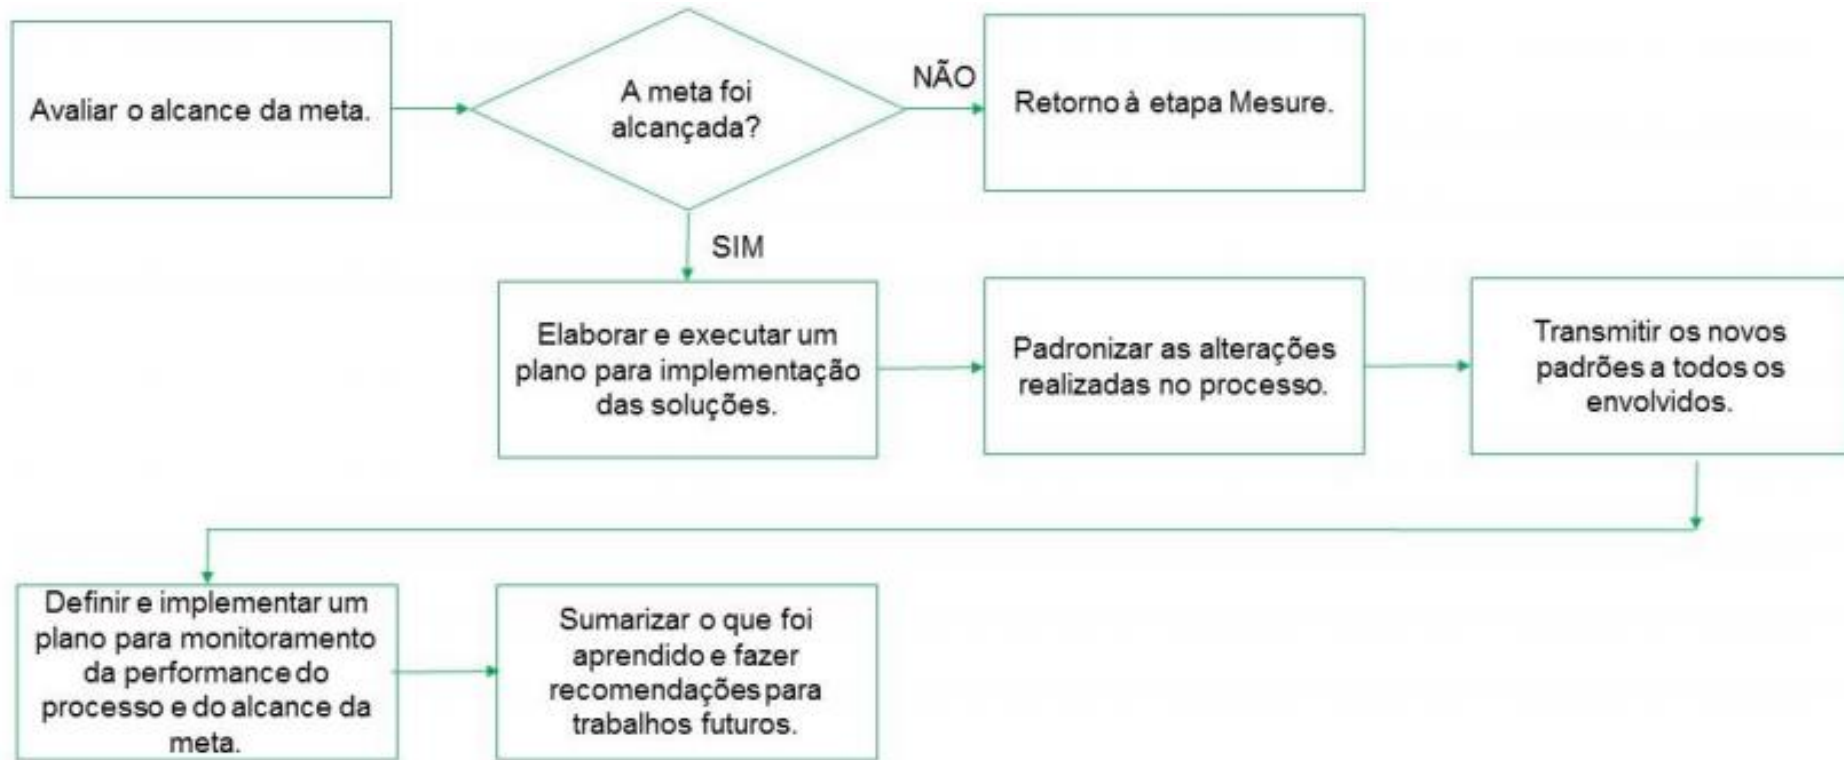 Avaliar o alcance da meta.
A meta foi
alcançada?
NÃO
Retorno à etapa Mesure.
SIM
Elaborar e executar um
plano para implementação
das soluções.
Padronizar as alterações
realizadas no processo.
Transmitir os novos
padrões a todos os
envolvidos.
Definir e implementar um
plano para monitoramento
da performance do
processo e do alcance da
meta.
Sumarizar o que foi
aprendido e fazer
recomendações para
trabalhos futuros.